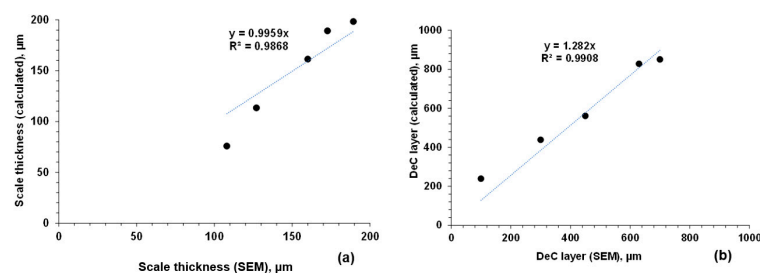 200
150
100
50
0
Scale thickness (calculated), µm
y = 0.9959x
R² = 0.9868
0 50 100 150 200
Scale thickness (SEM), µm
(a)
1000
800
600
400
200
0
DeC layer (calculated), µm
y = 1.282x
R² = 0.9908
0 200 400 600 800 1000
DeC layer (SEM), µm
(b)